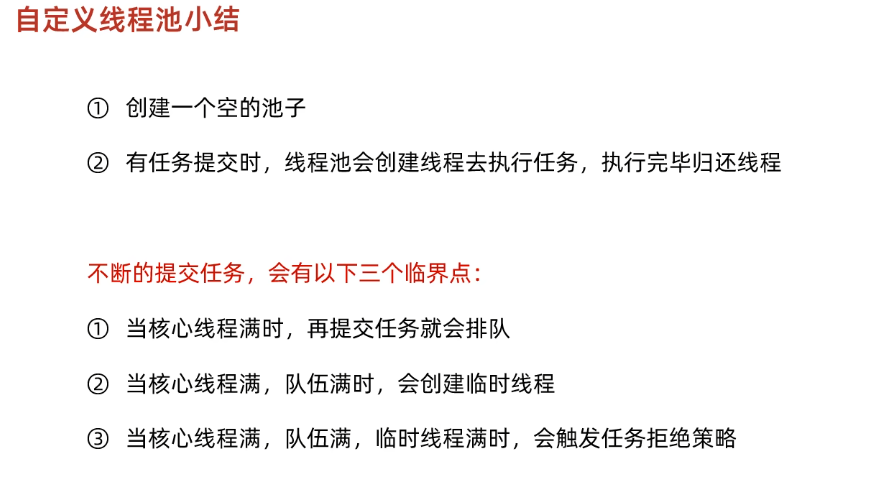 自定义线程池小结
① 创建一个空的池子
② 有任务提交时，线程池会创建线程去执行任务，执行完毕归还线程
不断的提交任务，会有以下三个临界点：
① 当核心线程满时，再提交任务就会排队
② 当核心线程满，队伍满时，会创建临时线程
③ 当核心线程满，队伍满，临时线程满时，会触发任务拒绝策略